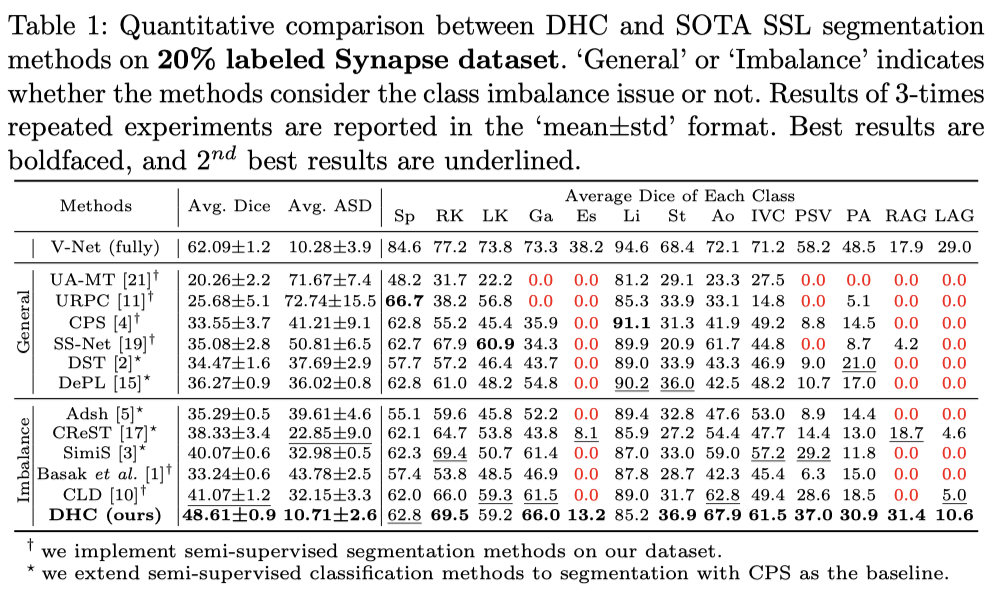 Table 1: Quantitative comparison between DHC and SOTA SSL segmentation
methods on 20% labeled Synapse dataset. ‘General’ or ‘Imbalance’ indicates
whether the methods consider the class imbalance issue or not. Results of 3-times
repeated experiments are reported in the ‘mean±std’ format. Best results are
boldfaced, and 2nd best results are underlined.
Methods Avg. Dice Avg. ASD Average Dice of Each Class
Sp RK LK Ga Es Li St Ao IVC PSV PA RAG LAG
V-Net (fully) 62.09±1.2 10.28±3.9 84.6 77.2 73.8 73.3 38.2 94.6 68.4 72.1 71.2 58.2 48.5 17.9 29.0
General
UA-MT [21]† 20.26±2.2 71.67±7.4 48.2 31.7 22.2 0.0 0.0 81.2 29.1 23.3 27.5 0.0 0.0 0.0 0.0
URPC [11]† 25.68±5.1 72.74±15.5 66.7 38.2 56.8 0.0 0.0 85.3 33.9 33.1 14.8 0.0 5.1 0.0 0.0
CPS [4]† 33.55±3.7 41.21±9.1 62.8 55.2 45.4 35.9 0.0 91.1 31.3 41.9 49.2 8.8 14.5 0.0 0.0
SS-Net [19]† 35.08±2.8 50.81±6.5 62.7 67.9 60.9 34.3 0.0 89.9 20.9 61.7 44.8 0.0 8.7 4.2 0.0
DST [2]⋆ 34.47±1.6 37.69±2.9 57.7 57.2 46.4 43.7 0.0 89.0 33.9 43.3 46.9 9.0 21.0 0.0 0.0
DePL [15]⋆ 36.27±0.9 36.02±0.8 62.8 61.0 48.2 54.8 0.0 90.2 36.0 42.5 48.2 10.7 17.0 0.0 0.0
Imbalance
Adsh [5]⋆ 35.29±0.5 39.61±4.6 55.1 59.6 45.8 52.2 0.0 89.4 32.8 47.6 53.0 8.9 14.4 0.0 0.0
CReST [17]⋆ 38.33±3.4 22.85±9.0 62.1 64.7 53.8 43.8 8.1 85.9 27.2 54.4 47.7 14.4 13.0 18.7 4.6
SimiS [3]⋆ 40.07±0.6 32.98±0.5 62.3 69.4 50.7 61.4 0.0 87.0 33.0 59.0 57.2 29.2 11.8 0.0 0.0
Basak et al. [1]† 33.24±0.6 43.78±2.5 57.4 53.8 48.5 46.9 0.0 87.8 28.7 42.3 45.4 6.3 15.0 0.0 0.0
CLD [10]† 41.07±1.2 32.15±3.3 62.0 66.0 59.3 61.5 0.0 89.0 31.7 62.8 49.4 28.6 18.5 0.0 5.0
DHC (ours) 48.61±0.9 10.71±2.6 62.8 69.5 59.2 66.0 13.2 85.2 36.9 67.9 61.5 37.0 30.9 31.4 10.6
† we implement semi-supervised segmentation methods on our dataset.
⋆ we extend semi-supervised classification methods to segmentation with CPS as the baseline.